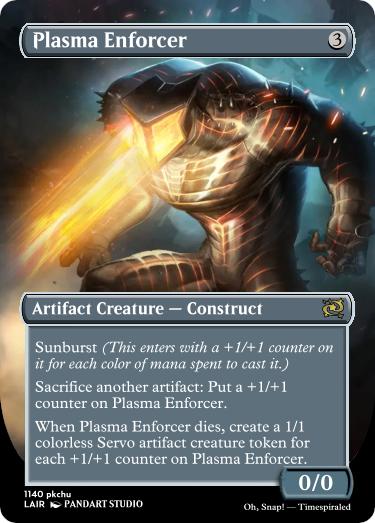 Plasma Enforcer 3
Artifact Creature — Construct
Sunburst (This enters with a +1/+1 counter on
it for each color of mana spent to cast it.)
Sacrifice another artifact: Put a +1/+1
counter on Plasma Enforcer.
When Plasma Enforcer dies, create a 1/1
colorless Servo artifact creature token for
each +1/+1 counter on Plasma Enforcer.
0/0
1140 pkchu
LAIR PANDART STUDIO
Oh, Snap! — Timespiraled